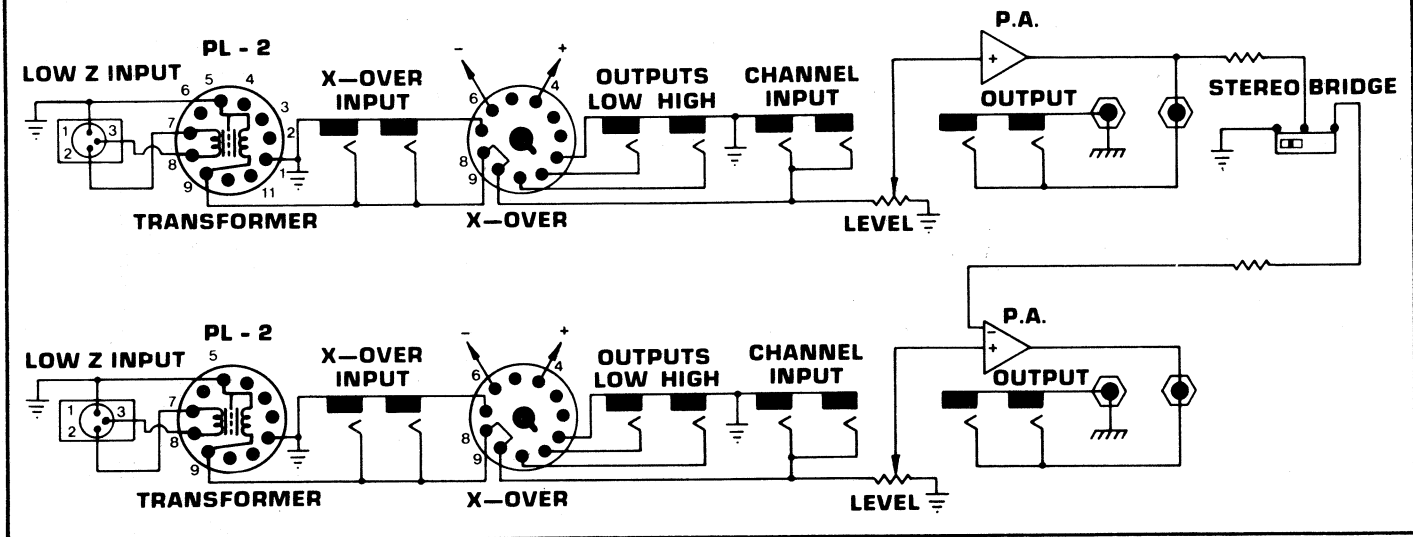 P.A.
PL - 2
LOW Z INPUT
X—OVER
INPUT
OUTPUTS
LOW HIGH
CHANNEL
INPUT
OUTPUT
STEREO BRIDGE
- +
6 5 4 3 2 1 11 9 8 7
1 3 2
6 4 8 9
+
TRANSFORMER
X—OVER
LEVEL
P.A.
PL - 2
LOW Z INPUT
X—OVER
INPUT
OUTPUTS
LOW HIGH
CHANNEL
INPUT
OUTPUT
- +
5 7 8 9
1 3 2
6 4 8 9
-
+
TRANSFORMER
X—OVER
LEVEL